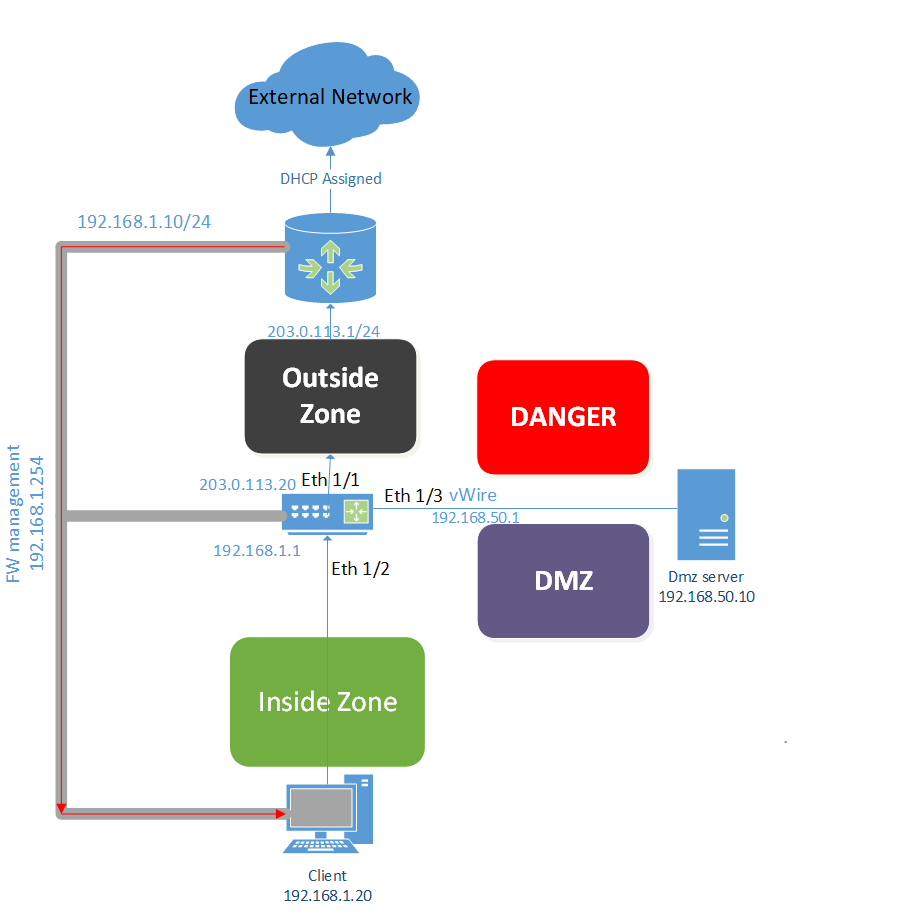 External Network
DHCP Assigned
192.168.1.10/24
203.0.113.1/24
Outside
Zone
DANGER
FW management
192.168.1.254
203.0.113.20
Eth 1/1
Eth 1/3 vWire
192.168.50.1
192.168.1.1
Eth 1/2
DMZ
Dmz server
192.168.50.10
Inside Zone
Client
192.168.1.20